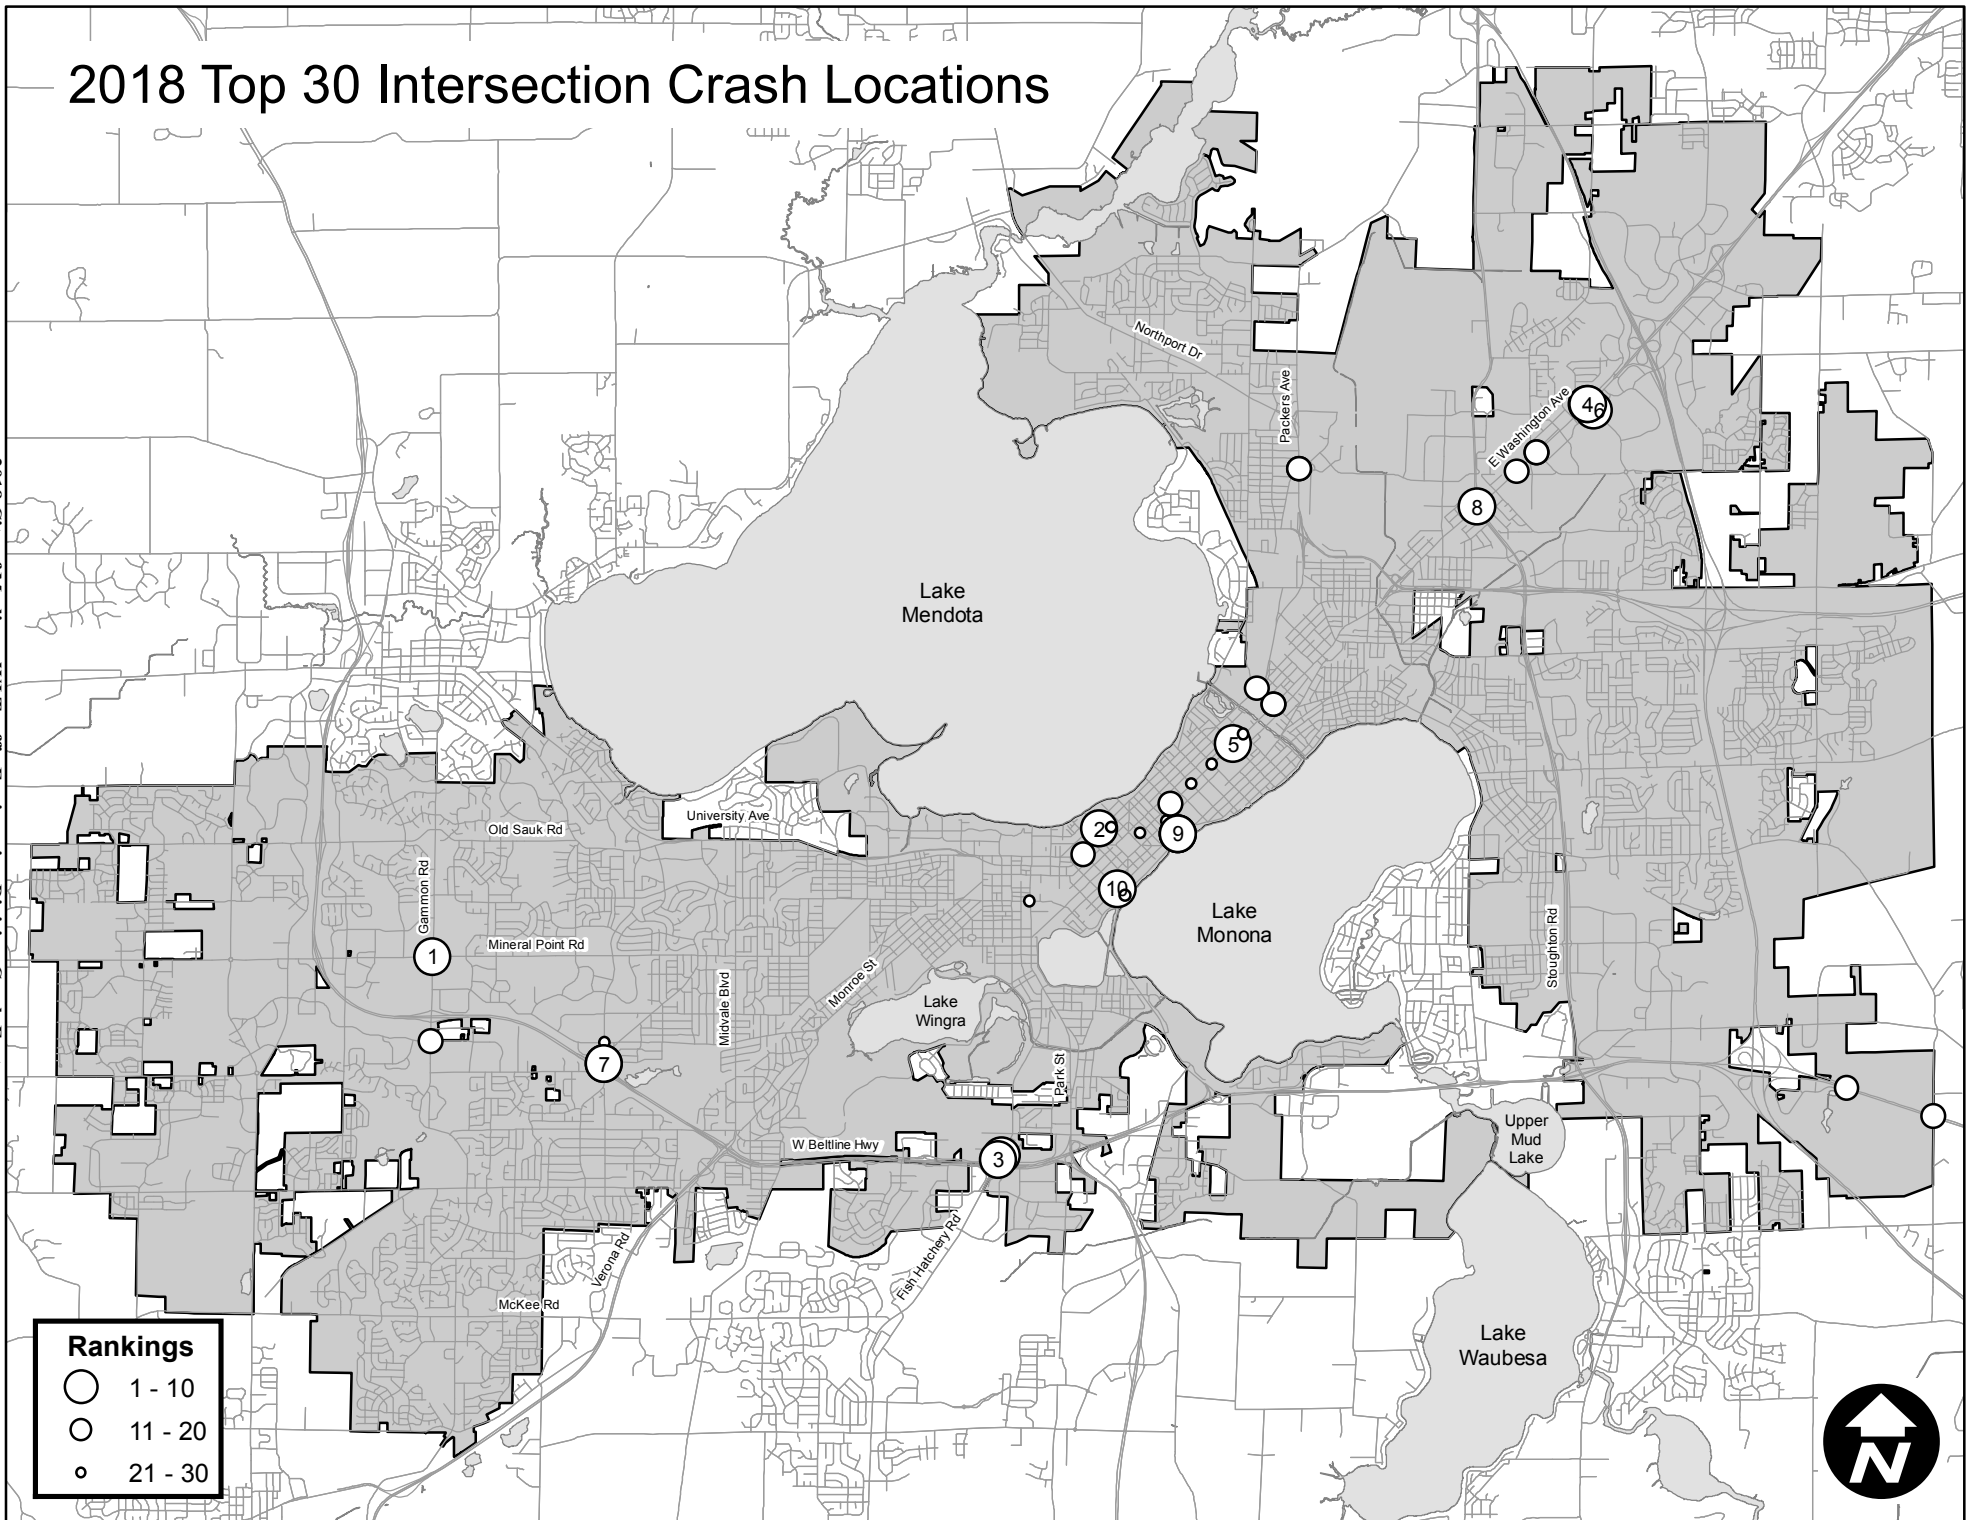 2018 Top 30 Intersection Crash Locations
Northport Dr
Packers Ave
E Washington Ave
4
6
8
Lake
Mendota
5
University Ave
Old Sauk Rd
2
9
Gammon Rd
10
Lake
Monona
Mineral Point Rd
1
Stoughton Rd
Monroe St
Midvale Blvd
Lake
Wingra
7
Park St
Upper
Mud
Lake
W Beltline Hwy
3
Fish Hatchery Rd
Verona Rd
McKee Rd
Lake
Waubesa
Rankings
1 - 10
11 - 20
21 - 30
N